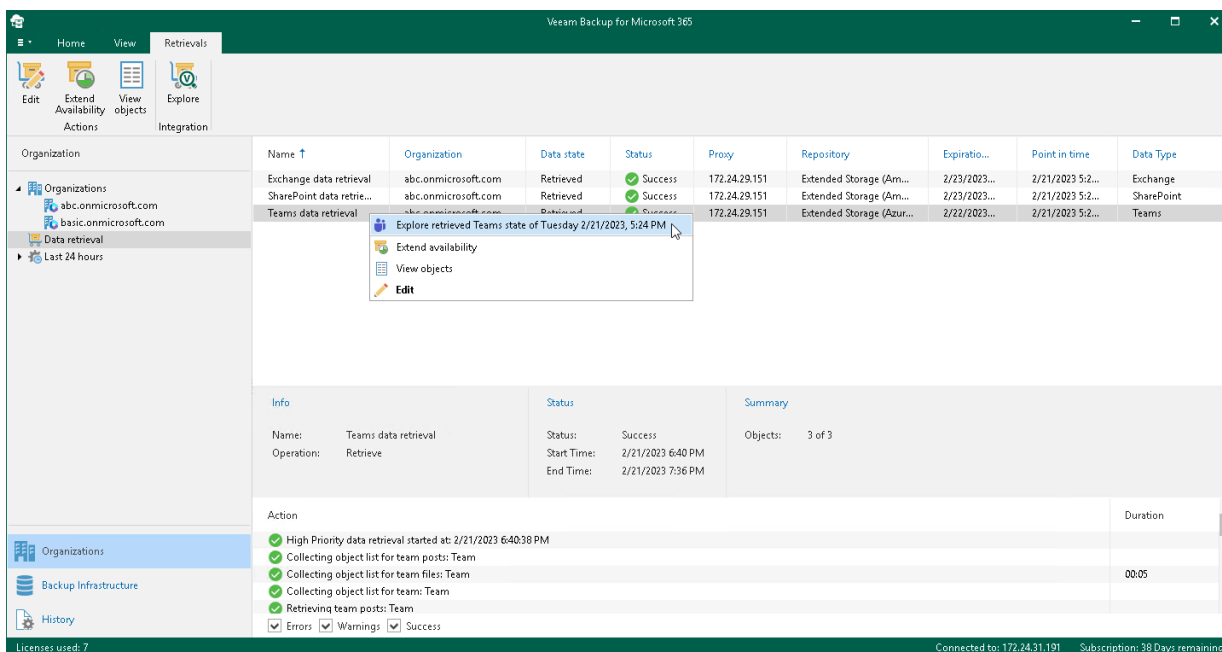 Veeam Backup for Microsoft 365
Home View Retrievals
Edit Extend Availability View objects Explore
Actions Integration
Organization
Organizations
abc.onmicrosoft.com
basic.onmicrosoft.com
Data retrieval
Last 24 hours
Name Organization Data state Status Proxy Repository Expiratio... Point in time Data Type
Exchange data retrieval abc.onmicrosoft.com Retrieved Success 172.24.29.151 Extended Storage (Am... 2/23/2023... 2/21/2023 5:2... Exchange
SharePoint data retrie... abc.onmicrosoft.com Retrieved Success 172.24.29.151 Extended Storage (Am... 2/23/2023... 2/21/2023 5:2... SharePoint
Teams data retrieval abc.onmicrosoft.com Retrieved Success 172.24.29.151 Extended Storage (Azur... 2/22/2023... 2/21/2023 5:2... Teams
Explore retrieved Teams state of Tuesday 2/21/2023, 5:24 PM
Extend availability
View objects
Edit
Info Status Summary
Name: Teams data retrieval Status: Success Objects: 3 of 3
Operation: Retrieve Start Time: 2/21/2023 6:40 PM
End Time: 2/21/2023 7:36 PM
Action Duration
High Priority data retrieval started at: 2/21/2023 6:40:38 PM
Collecting object list for team posts: Team
Collecting object list for team files: Team 00:05
Collecting object list for team: Team
Retrieving team posts: Team
Errors Warnings Success
Organizations
Backup Infrastructure
History
Licenses used: 7 Connected to: 172.24.31.191 Subscription: 38 Days remaining